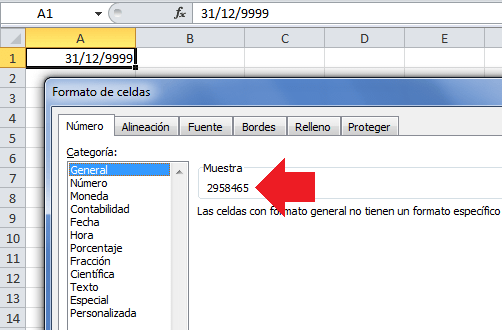 A1 fx 31/12/9999
A B C D E
1 31/12/9999
2
3
4
5
6
7
8
9
10
11
12
13
14
Formato de celdas
Número Alineación Fuente Bordes Relleno Proteger
Categoría:
General
Número
Moneda
Contabilidad
Fecha
Hora
Porcentaje
Fracción
Científica
Texto
Especial
Personalizada
Muestra
2958465
Las celdas con formato general no tienen un formato específico